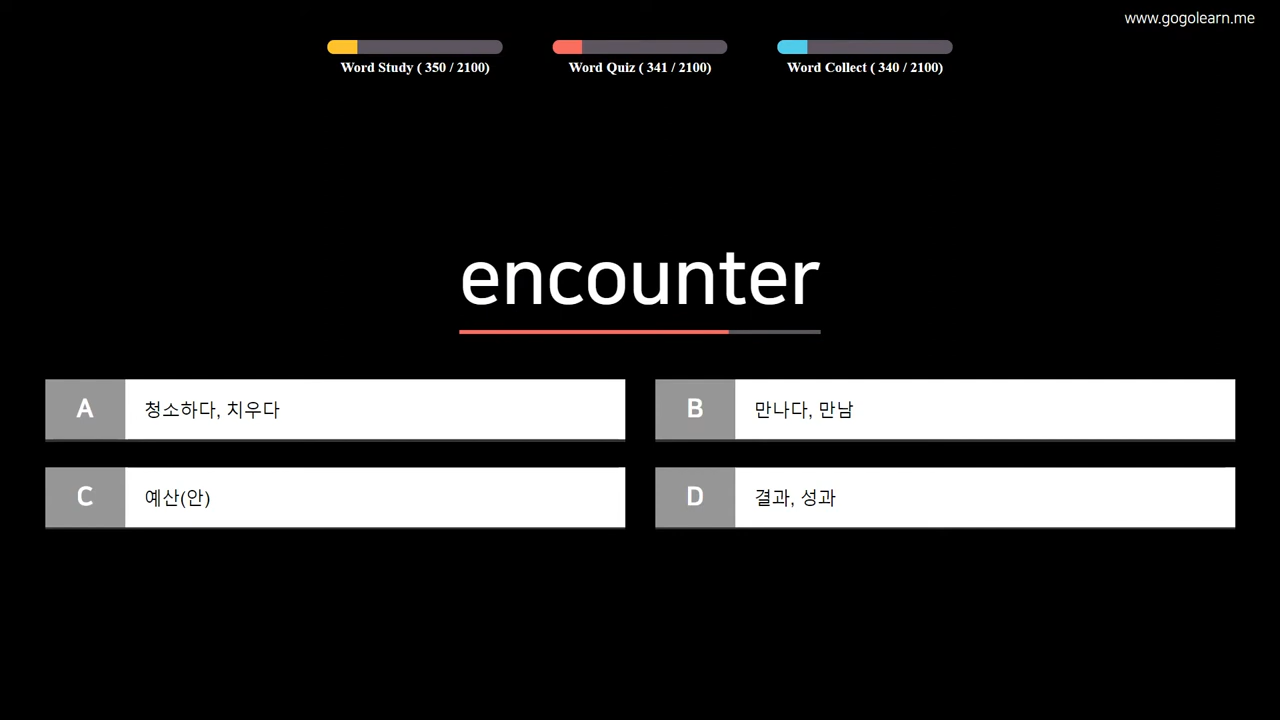 www.gogolearn.me
Word Study ( 350 / 2100)
Word Quiz ( 341 / 2100)
Word Collect ( 340 / 2100)
encounter
A 청소하다, 치우다
B 만나다, 만남
C 예산(안)
D 결과, 성과